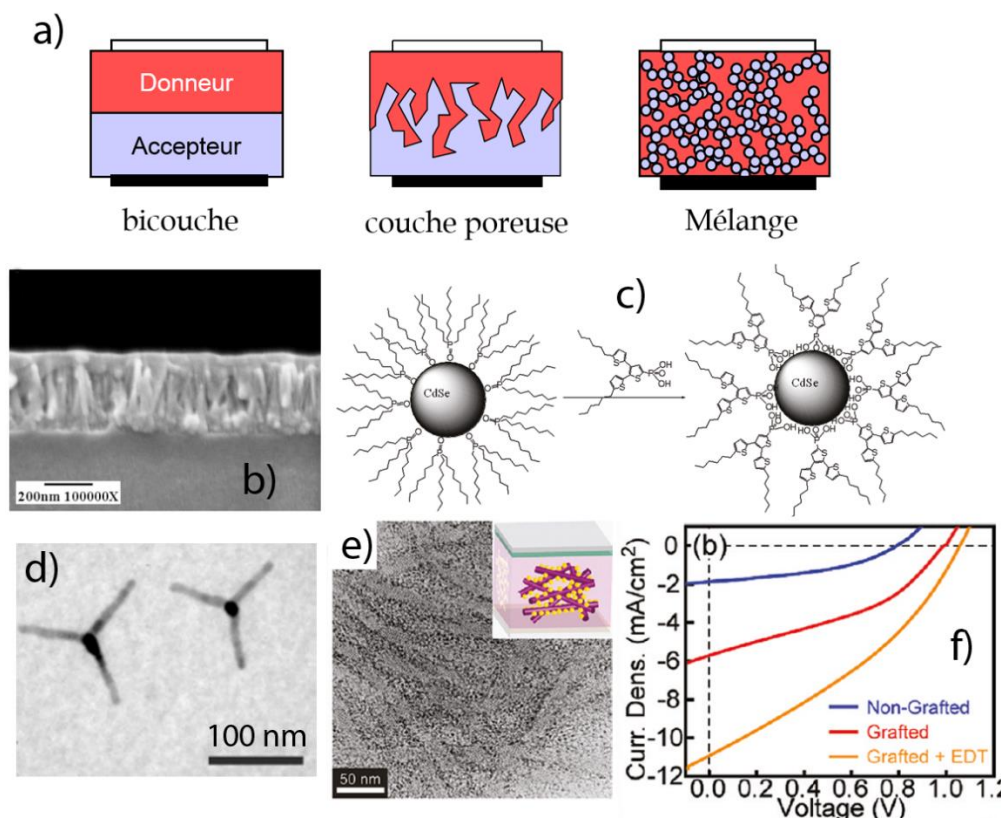 a)
Donneur
Accepteur
bicouche
couche poreuse
Mélange
b)
200nm 100000X
c)
CdSe
CdSe
d)
100 nm
e)
50 nm
f)
(b)
Curr. Dens. (mA/cm²)
0
-2
-4
-6
-8
-10
-12
Non-Grafted
Grafted
Grafted + EDT
0.0 0.2 0.4 0.6 0.8 1.0 1.2
Voltage (V)